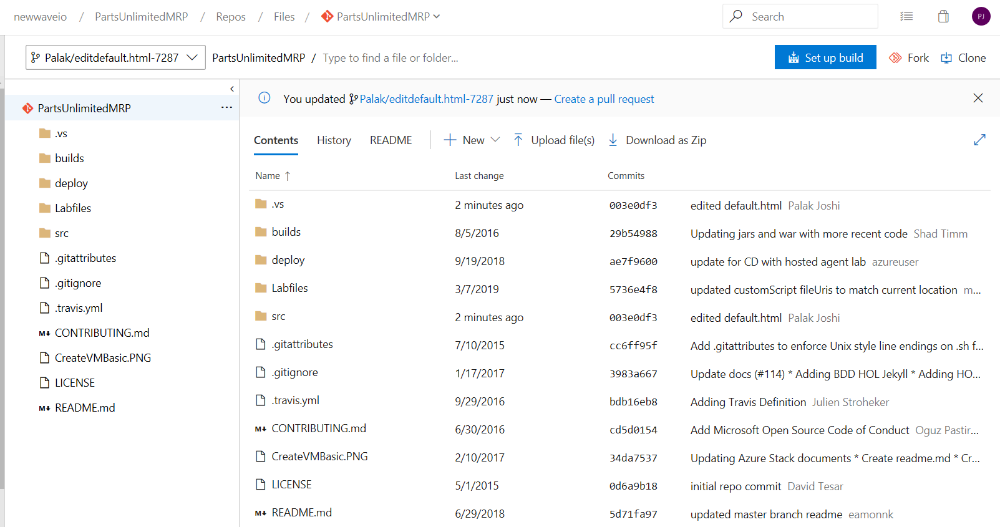 newwaveio / PartsUnlimitedMRP / Repos / Files / PartsUnlimitedMRP Search PJ
Palak/editdefault.html-7287 PartsUnlimitedMRP / Type to find a file or folder... Set up build Fork Clone
PartsUnlimitedMRP ...
.vs
builds
deploy
Labfiles
src
.gitattributes
.gitignore
.travis.yml
CONTRIBUTING.md
CreateVMBasic.PNG
LICENSE
README.md
You updated Palak/editdefault.html-7287 just now — Create a pull request
Contents History README New Upload file(s) Download as Zip
Name Last change Commits
.vs 2 minutes ago 003e0df3 edited default.html Palak Joshi
builds 8/5/2016 29b54988 Updating jars and war with more recent code Shad Timm
deploy 9/19/2018 ae7f9600 update for CD with hosted agent lab azureuser
Labfiles 3/7/2019 5736e4f8 updated customScript fileUris to match current location m...
src 2 minutes ago 003e0df3 edited default.html Palak Joshi
.gitattributes 7/10/2015 cc6ff95f Add .gitattributes to enforce Unix style line endings on .sh f...
.gitignore 1/17/2017 3983a667 Update docs (#114) * Adding BDD HOL Jekyll * Adding HO...
.travis.yml 9/29/2016 bdb16eb8 Adding Travis Definition Julien Stroheker
M↓ CONTRIBUTING.md 6/30/2016 cd5d0154 Add Microsoft Open Source Code of Conduct Oguz Pastir...
CreateVMBasic.PNG 2/10/2017 34da7537 Updating Azure Stack documents * Create readme.md * Cr...
LICENSE 5/1/2015 0d6a9b18 initial repo commit David Tesar
M↓ README.md 6/29/2018 5d71fa97 updated master branch readme eamonnk